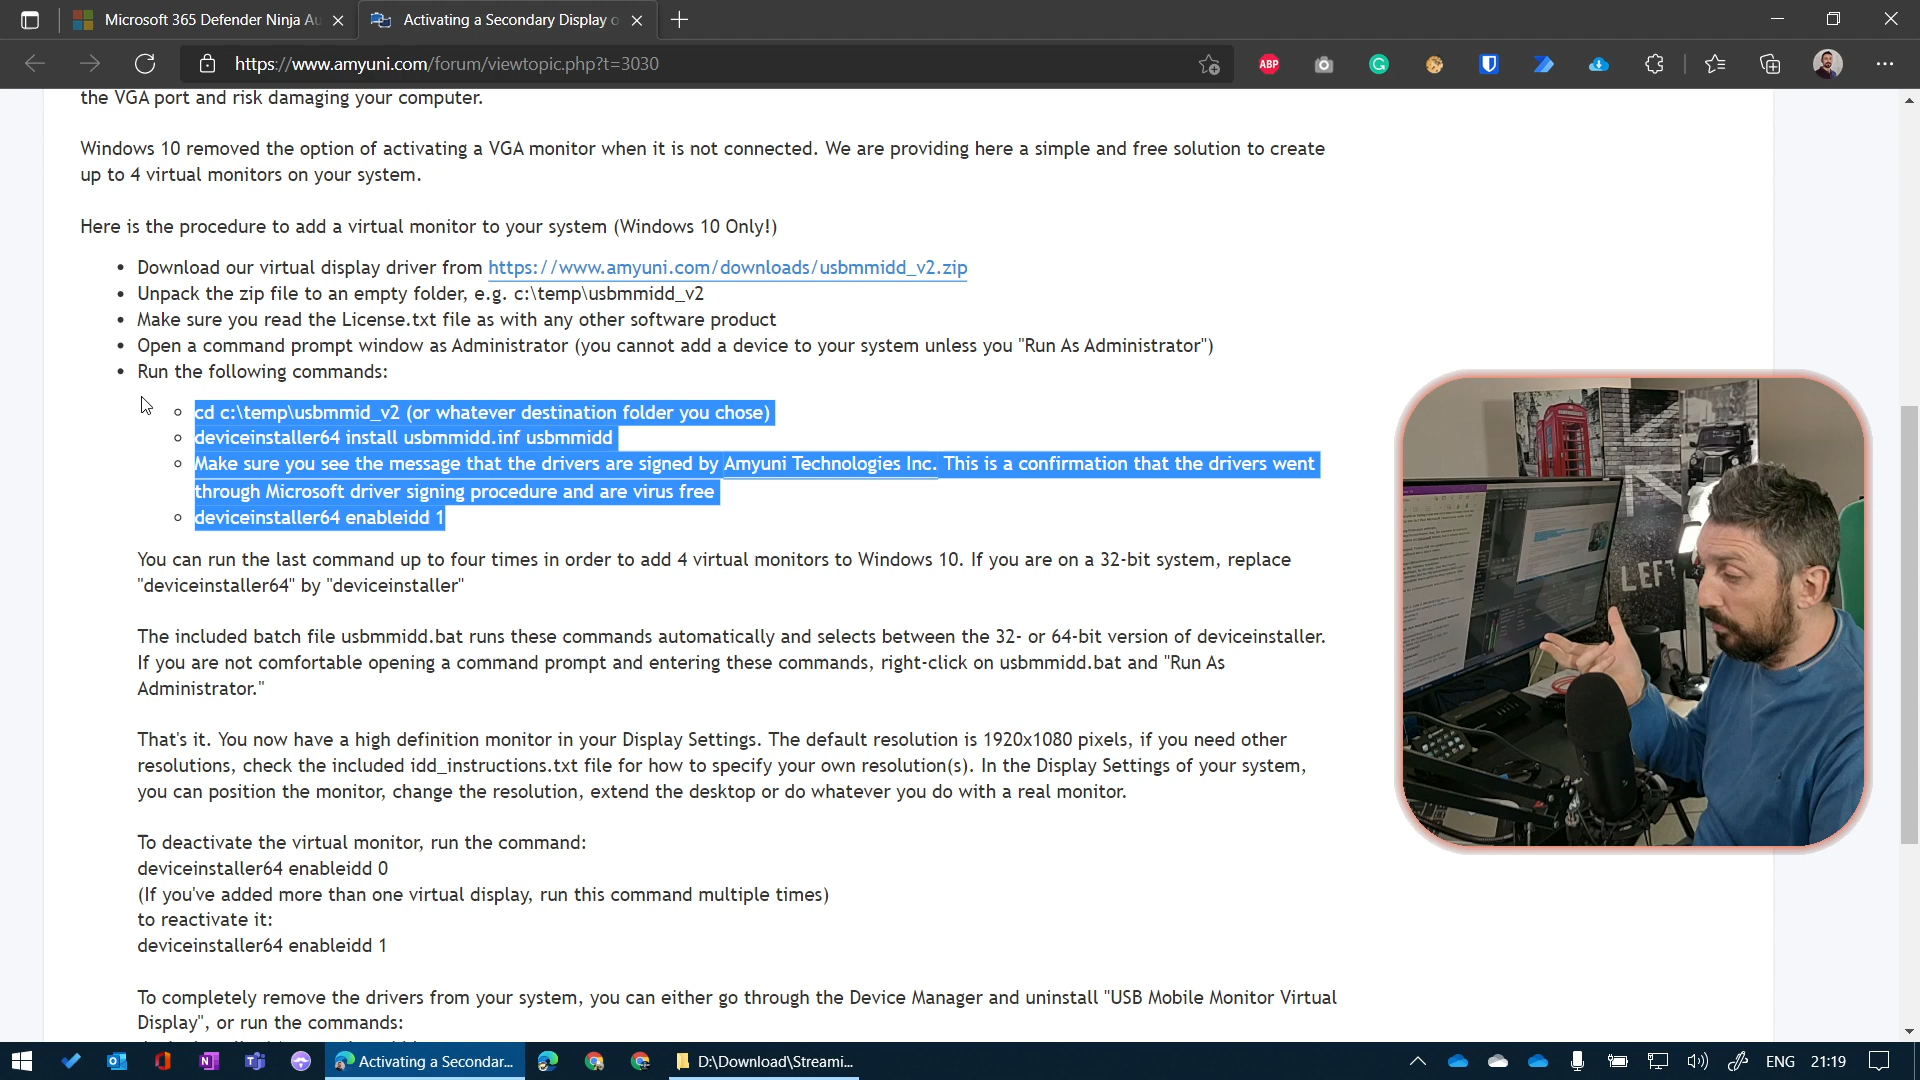 Microsoft 365 Defender Ninja Au
Activating a Secondary Display o
https://www.amyuni.com/forum/viewtopic.php?t=3030
ABP
the VGA port and risk damaging your computer.
Windows 10 removed the option of activating a VGA monitor when it is not connected. We are providing here a simple and free solution to create
up to 4 virtual monitors on your system.
Here is the procedure to add a virtual monitor to your system (Windows 10 Only!)
• Download our virtual display driver from https://www.amyuni.com/downloads/usbmmidd_v2.zip
• Unpack the zip file to an empty folder, e.g. c:\temp\usbmmidd_v2
• Make sure you read the License.txt file as with any other software product
• Open a command prompt window as Administrator (you cannot add a device to your system unless you "Run As Administrator")
• Run the following commands:
cd c:\temp\usbmmid_v2 (or whatever destination folder you chose)
deviceinstaller64 install usbmmidd.inf usbmmidd
Make sure you see the message that the drivers are signed by Amyuni Technologies Inc. This is a confirmation that the drivers went
through Microsoft driver signing procedure and are virus free
deviceinstaller64 enableidd 1
You can run the last command up to four times in order to add 4 virtual monitors to Windows 10. If you are on a 32-bit system, replace
"deviceinstaller64" by "deviceinstaller"
The included batch file usbmmidd.bat runs these commands automatically and selects between the 32- or 64-bit version of deviceinstaller.
If you are not comfortable opening a command prompt and entering these commands, right-click on usbmmidd.bat and "Run As
Administrator."
That's it. You now have a high definition monitor in your Display Settings. The default resolution is 1920x1080 pixels, if you need other
resolutions, check the included idd_instructions.txt file for how to specify your own resolution(s). In the Display Settings of your system,
you can position the monitor, change the resolution, extend the desktop or do whatever you do with a real monitor.
To deactivate the virtual monitor, run the command:
deviceinstaller64 enableidd 0
(If you've added more than one virtual display, run this command multiple times)
to reactivate it:
deviceinstaller64 enableidd 1
To completely remove the drivers from your system, you can either go through the Device Manager and uninstall "USB Mobile Monitor Virtual
Display", or run the commands:
LEFT
Activating a Secondar...
D:\Download\Streami...
ENG
21:19